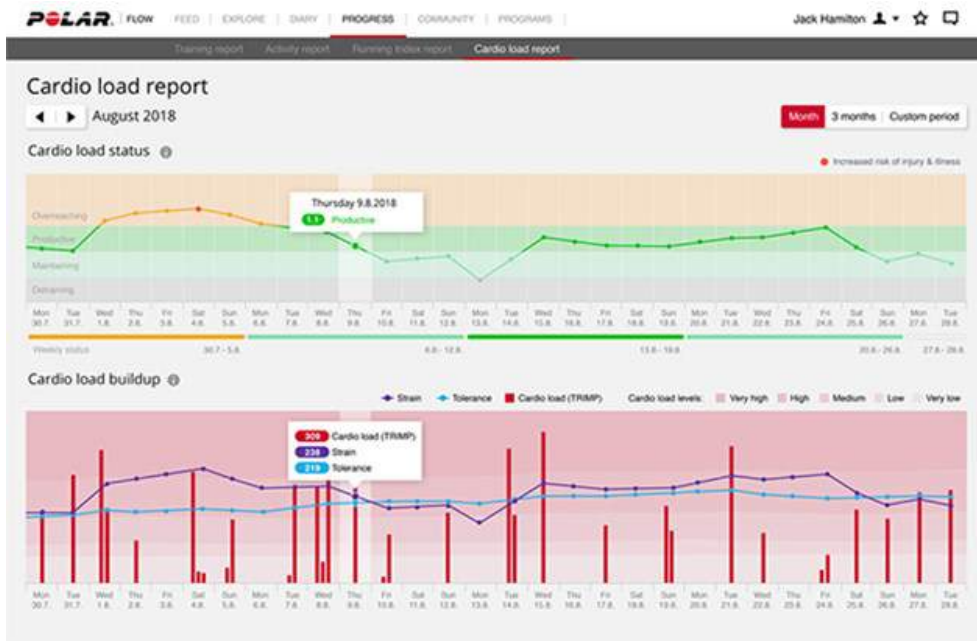 POLAR. FLOW FEED EXPLORE DIARY PROGRESS COMMUNITY PROGRAMS Jack Hamilton
Training report Activity report Running Index report Cardio load report
Cardio load report
August 2018
Month 3 months Custom period
Cardio load status
Increased risk of injury & illness
Thursday 9.8.2018
1.1 Productive
Overreaching
Productive
Maintaining
Detraining
Mon Tue Wed Thu Fri Sat Sun Mon Tue Wed Thu Fri Sat Sun Mon Tue Wed Thu Fri Sat Sun Mon Tue Wed Thu Fri Sat Sun Mon Tue
30.7. 31.7. 1.8. 2.8. 3.8. 4.8. 5.8. 6.8. 7.8. 8.8. 9.8. 10.8. 11.8. 12.8. 13.8. 14.8. 15.8. 16.8. 17.8. 18.8. 19.8. 20.8. 21.8. 22.8. 23.8. 24.8. 25.8. 26.8. 27.8. 28.8.
Weekly status 30.7.- 5.8. 6.8.- 12.8. 13.8.- 19.8. 20.8.- 26.8. 27.8.- 28.8.
Cardio load buildup
Strain Tolerance Cardio load (TRIMP) Cardio load levels: Very high High Medium Low Very low
309 Cardio load (TRIMP)
238 Strain
219 Tolerance
Mon Tue Wed Thu Fri Sat Sun Mon Tue Wed Thu Fri Sat Sun Mon Tue Wed Thu Fri Sat Sun Mon Tue Wed Thu Fri Sat Sun Mon Tue
30.7. 31.7. 1.8. 2.8. 3.8. 4.8. 5.8. 6.8. 7.8. 8.8. 9.8. 10.8. 11.8. 12.8. 13.8. 14.8. 15.8. 16.8. 17.8. 18.8. 19.8. 20.8. 21.8. 22.8. 23.8. 24.8. 25.8. 26.8. 27.8. 28.8.